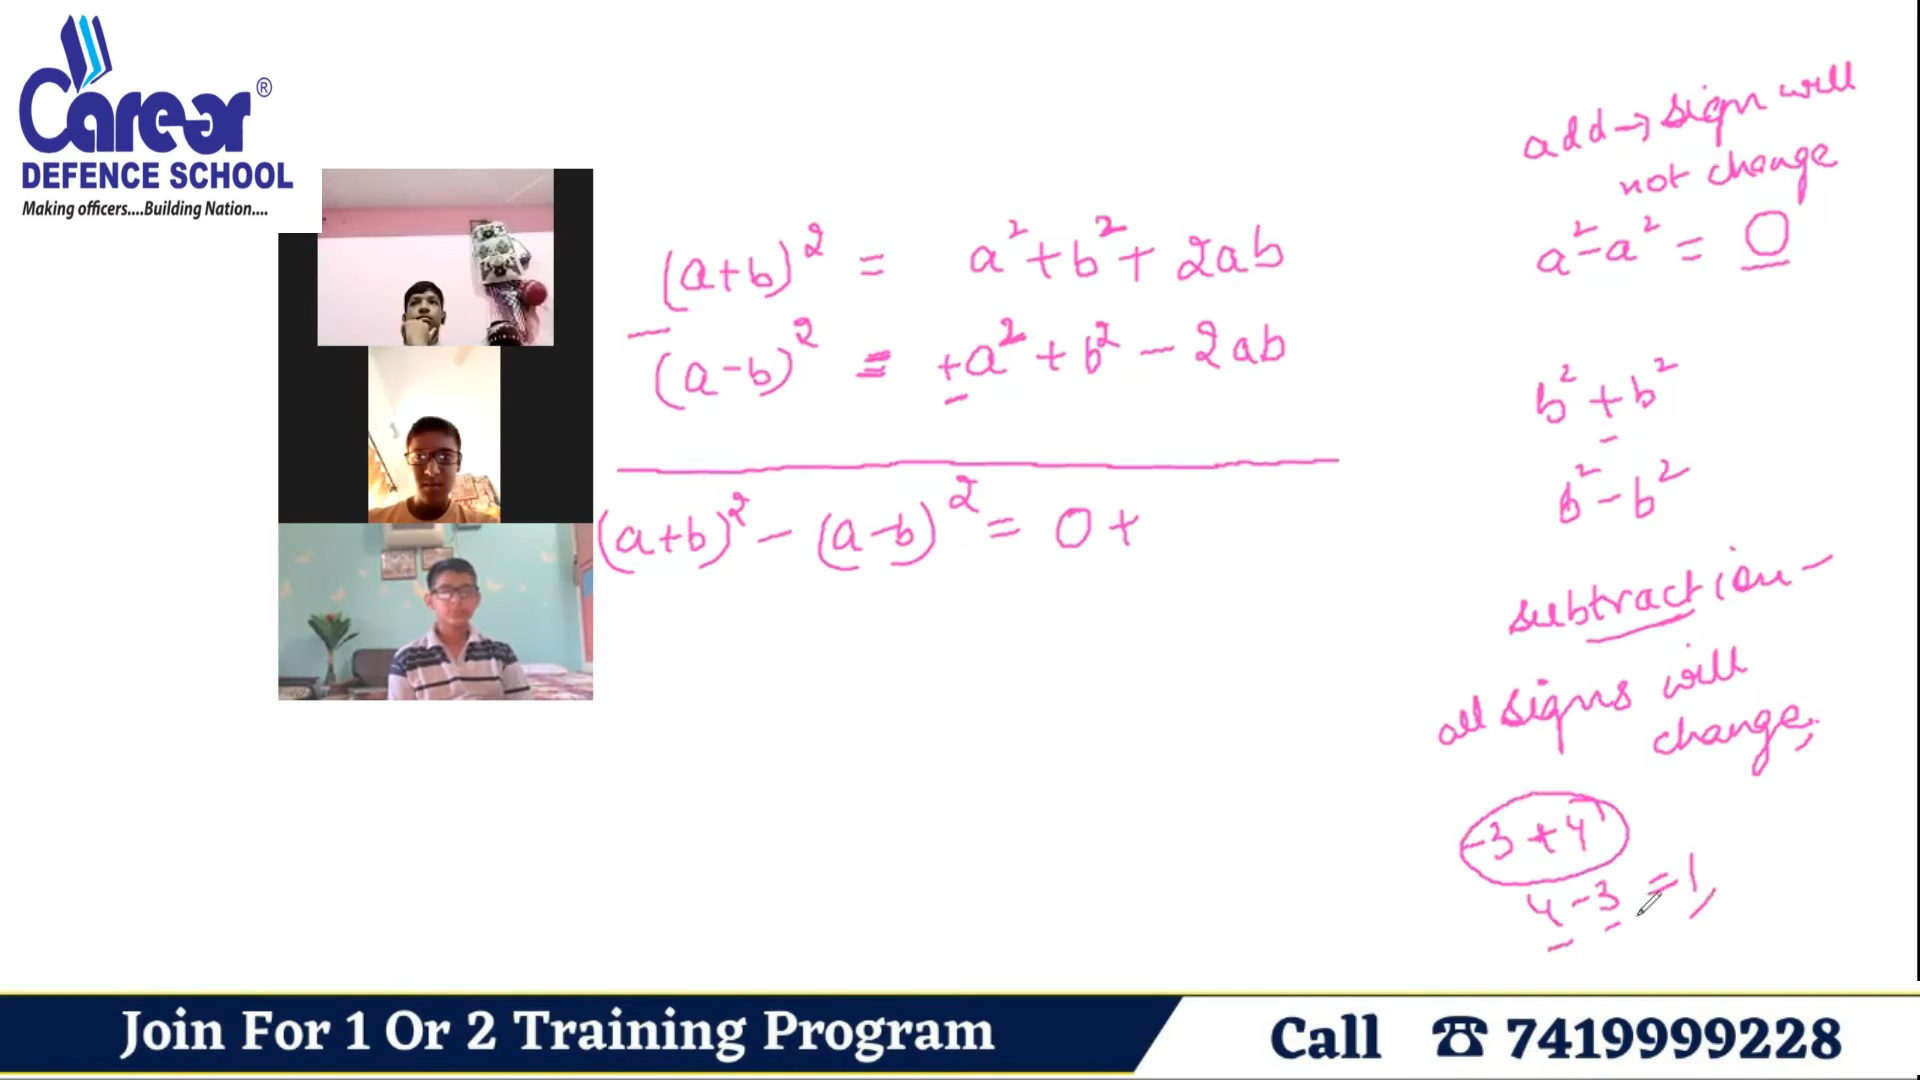 Carear®
DEFENCE SCHOOL
Making officers....Building Nation....
(a+b)² = a²+b²+2ab
− (a-b)² = +a²+b²-2ab
(a+b)² - (a-b)² = 0+
add → sign will
not change
a²-a² = 0
b²+b²
b²-b²
subtraction -
all signs will
change,
-3+4
4-3 = 1,
Join For 1 Or 2 Training Program
Call ☎ 7419999228